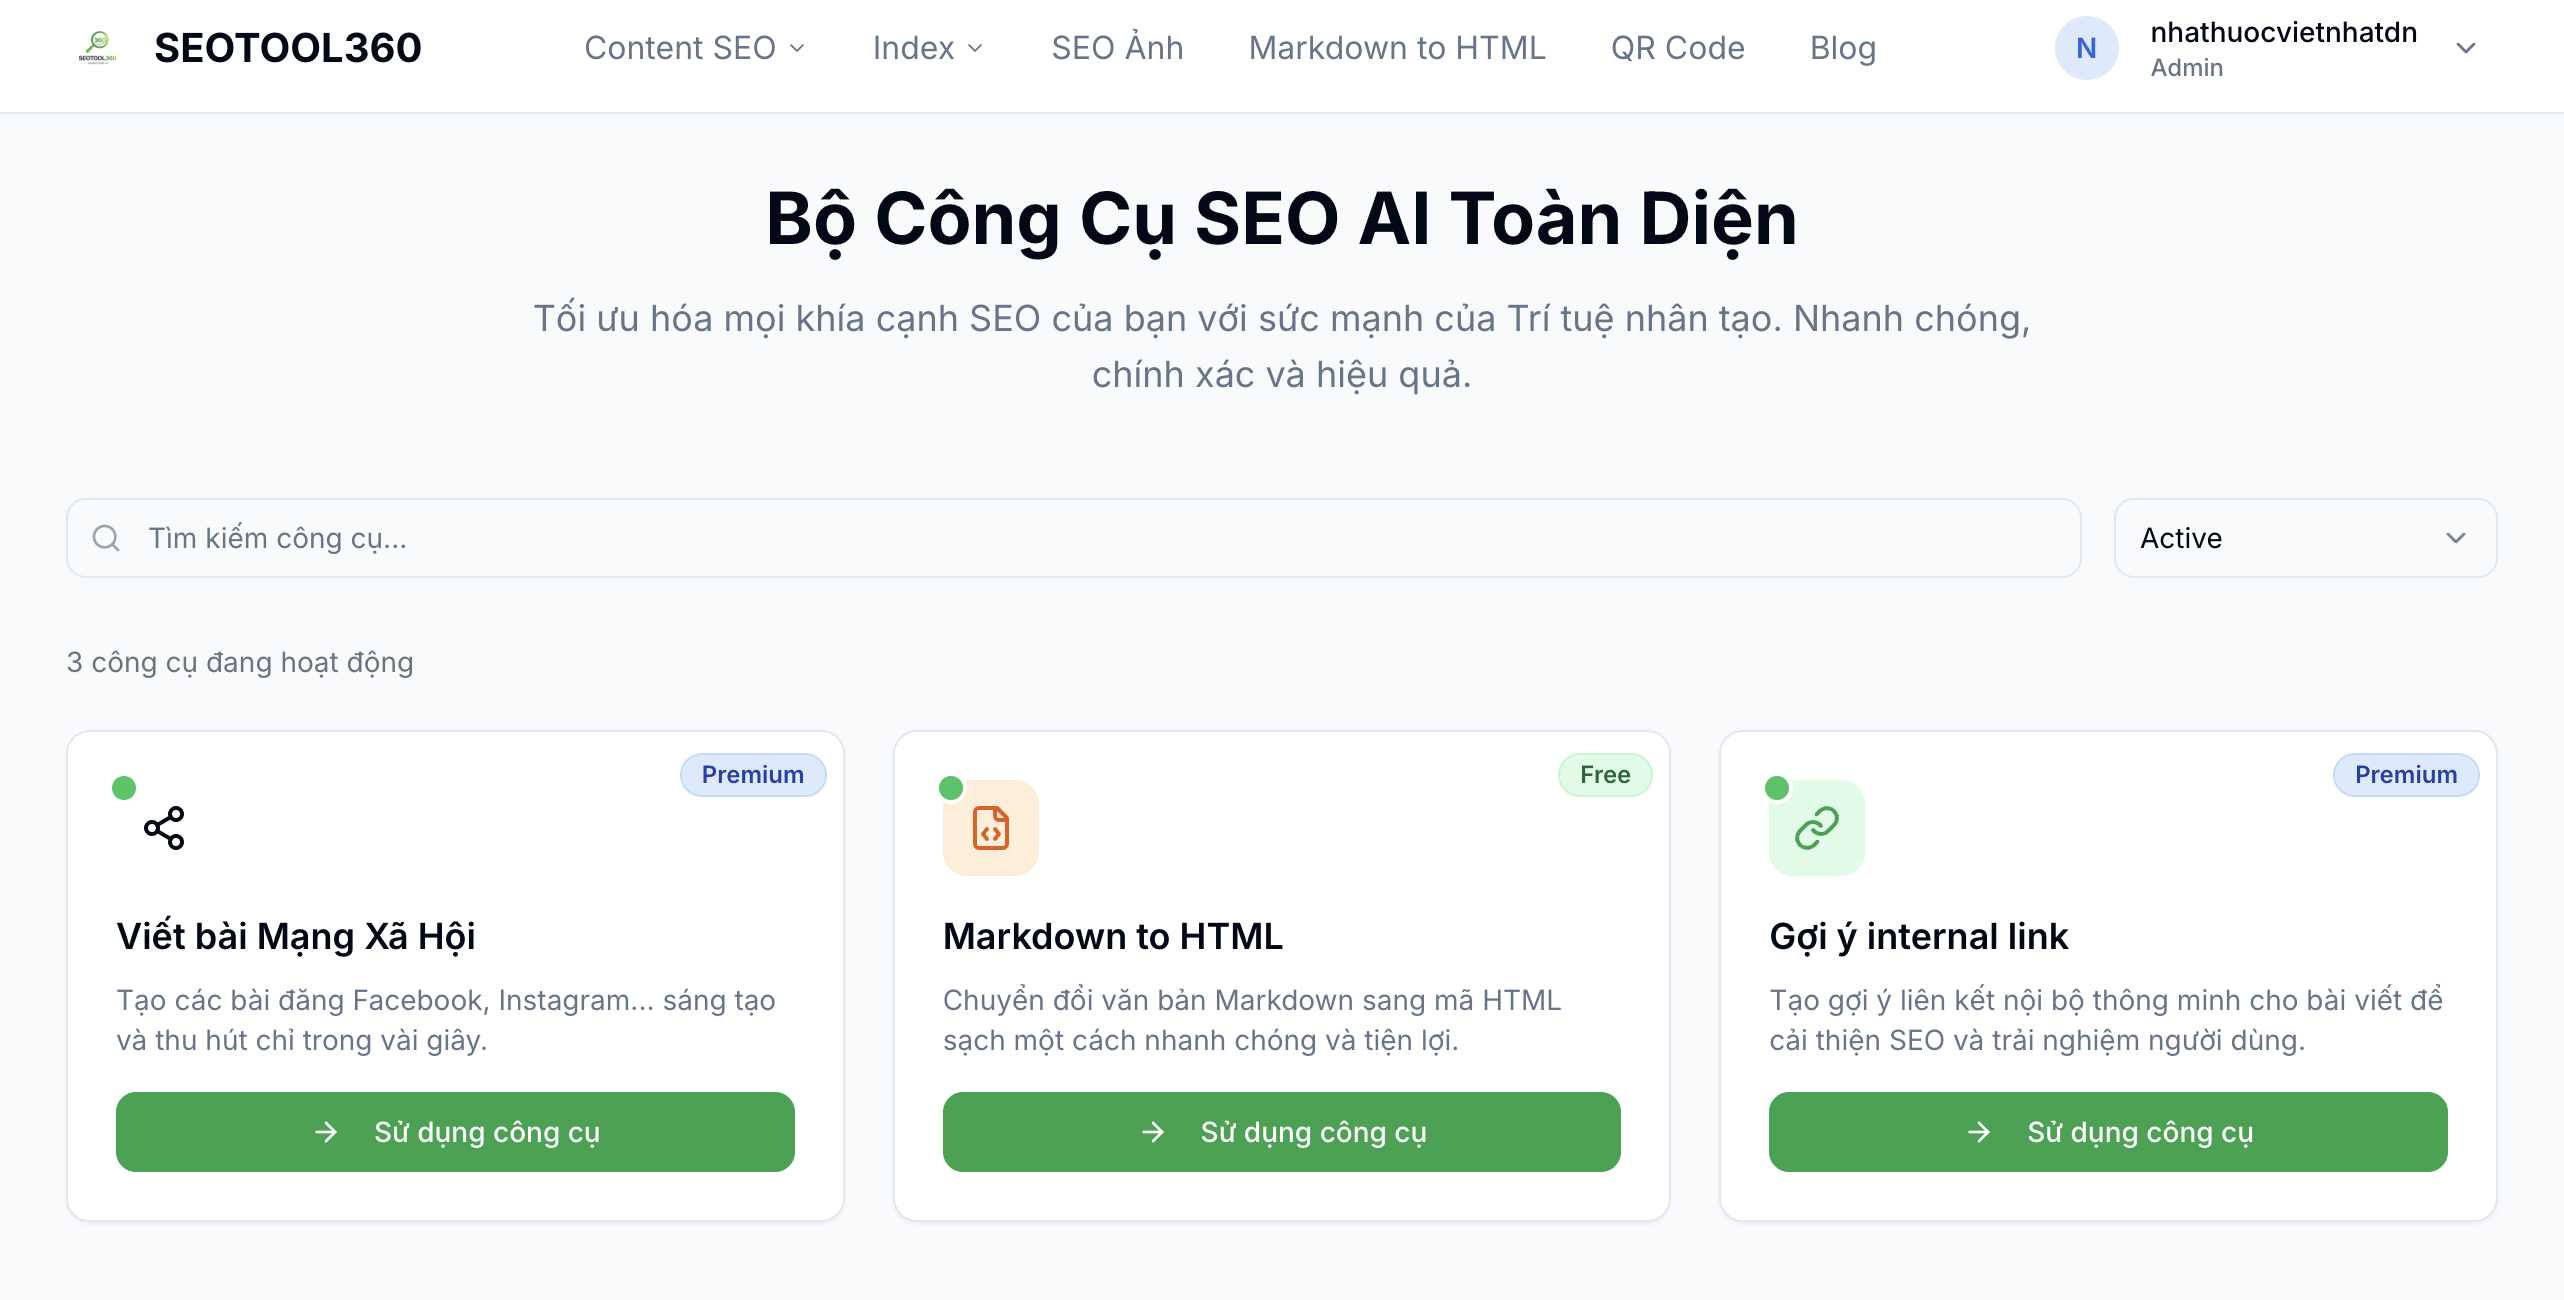 SEOTOOL360
SEOTOOL360
Content SEO
Index
SEO Ảnh
Markdown to HTML
QR Code
Blog
N
nhathuocvietnhatdn
Admin
Bộ Công Cụ SEO AI Toàn Diện
Tối ưu hóa mọi khía cạnh SEO của bạn với sức mạnh của Trí tuệ nhân tạo. Nhanh chóng,
chính xác và hiệu quả.
Tìm kiếm công cụ...
Active
3 công cụ đang hoạt động
Premium
Viết bài Mạng Xã Hội
Tạo các bài đăng Facebook, Instagram... sáng tạo
và thu hút chỉ trong vài giây.
Sử dụng công cụ
Free
Markdown to HTML
Chuyển đổi văn bản Markdown sang mã HTML
sạch một cách nhanh chóng và tiện lợi.
Sử dụng công cụ
Premium
Gợi ý internal link
Tạo gợi ý liên kết nội bộ thông minh cho bài viết để
cải thiện SEO và trải nghiệm người dùng.
Sử dụng công cụ